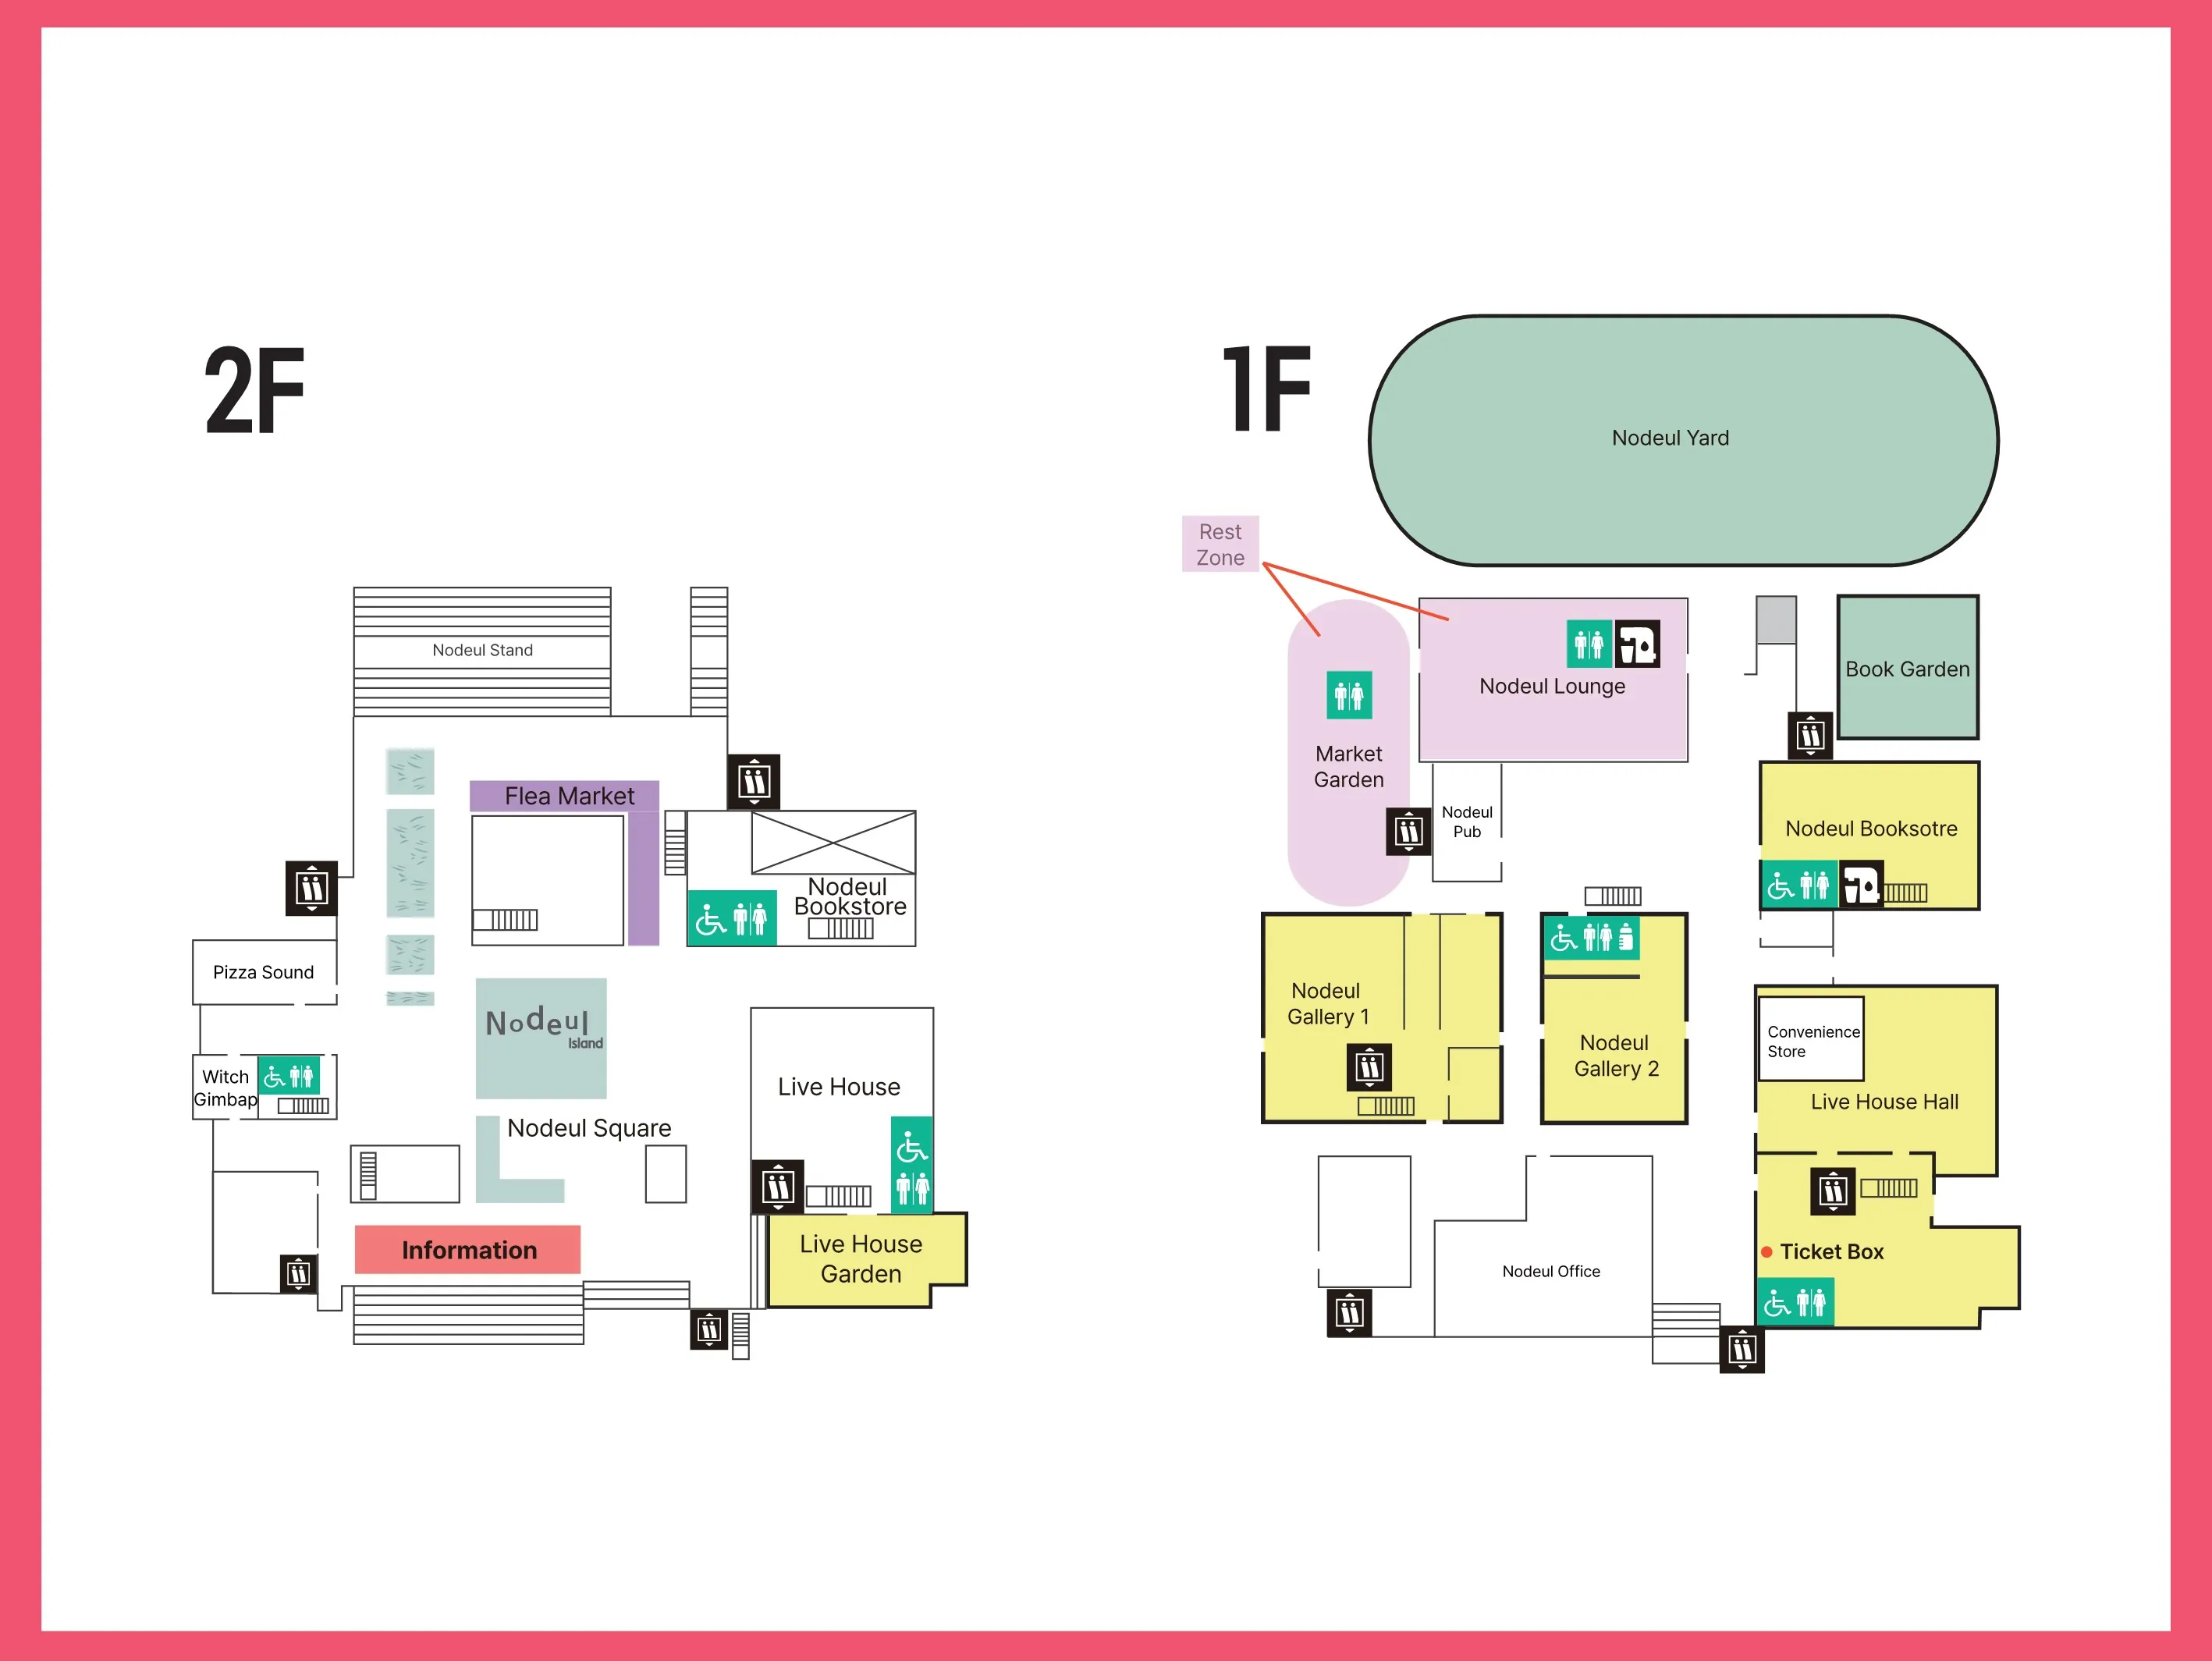 2F
Nodeul Stand
Flea Market
Nodeul
Bookstore
Pizza Sound
Nodeul
Island
Witch
Gimbap
Live House
Nodeul Square
Information
Live House
Garden
1F
Nodeul Yard
Rest
Zone
Nodeul Lounge
Book Garden
Market
Garden
Nodeul
Pub
Nodeul Booksotre
Nodeul
Gallery 1
Nodeul
Gallery 2
Convenience
Store
Live House Hall
Ticket Box
Nodeul Office